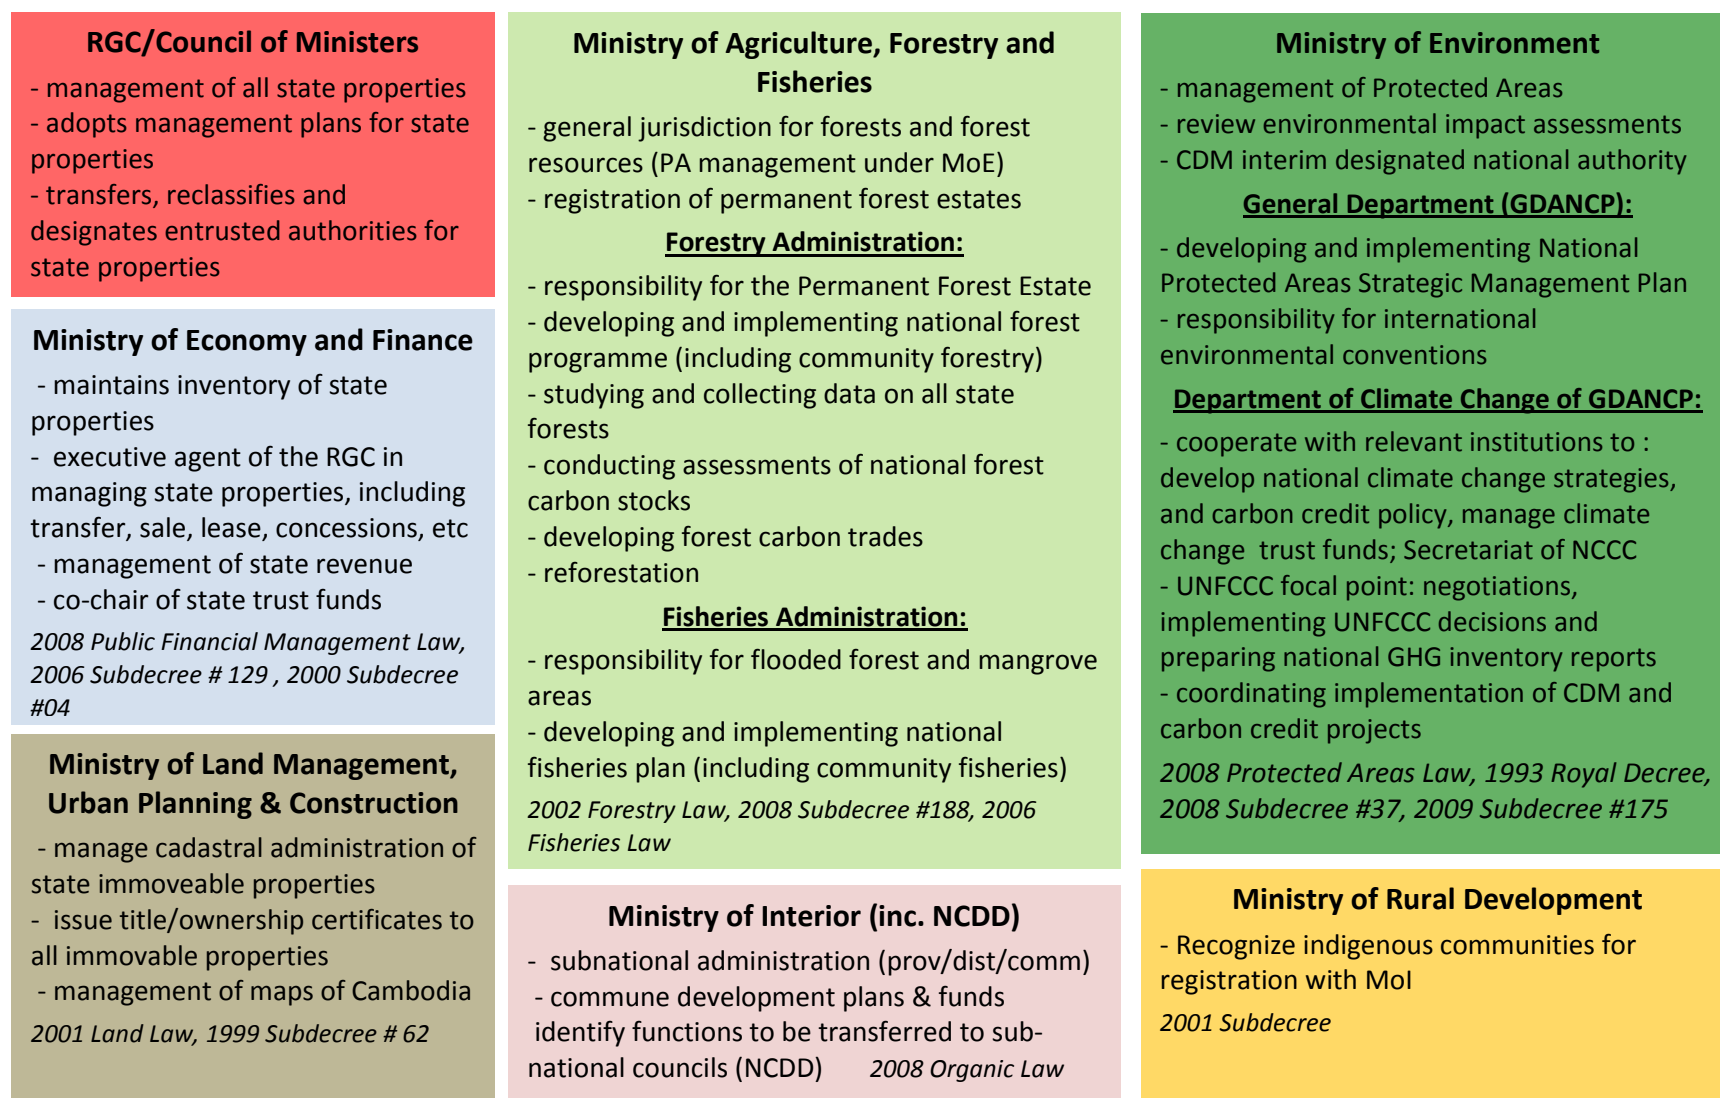 RGC/Council of Ministers
- management of all state properties
- adopts management plans for state
properties
- transfers, reclassifies and
designates entrusted authorities for
state properties
Ministry of Economy and Finance
- maintains inventory of state
properties
- executive agent of the RGC in
managing state properties, including
transfer, sale, lease, concessions, etc
- management of state revenue
- co-chair of state trust funds
2008 Public Financial Management Law,
2006 Subdecree # 129 , 2000 Subdecree
#04
Ministry of Land Management,
Urban Planning & Construction
- manage cadastral administration of
state immoveable properties
- issue title/ownership certificates to
all immovable properties
- management of maps of Cambodia
2001 Land Law, 1999 Subdecree # 62
Ministry of Agriculture, Forestry and
Fisheries
- general jurisdiction for forests and forest
resources (PA management under MoE)
- registration of permanent forest estates
Forestry Administration:
- responsibility for the Permanent Forest Estate
- developing and implementing national forest
programme (including community forestry)
- studying and collecting data on all state
forests
- conducting assessments of national forest
carbon stocks
- developing forest carbon trades
- reforestation
Fisheries Administration:
- responsibility for flooded forest and mangrove
areas
- developing and implementing national
fisheries plan (including community fisheries)
2002 Forestry Law, 2008 Subdecree #188, 2006
Fisheries Law
Ministry of Interior (inc. NCDD)
- subnational administration (prov/dist/comm)
- commune development plans & funds
identify functions to be transferred to sub-
national councils (NCDD) 2008 Organic Law
Ministry of Environment
- management of Protected Areas
- review environmental impact assessments
- CDM interim designated national authority
General Department (GDANCP):
- developing and implementing National
Protected Areas Strategic Management Plan
- responsibility for international
environmental conventions
Department of Climate Change of GDANCP:
- cooperate with relevant institutions to :
develop national climate change strategies,
and carbon credit policy, manage climate
change trust funds; Secretariat of NCCC
- UNFCCC focal point: negotiations,
implementing UNFCCC decisions and
preparing national GHG inventory reports
- coordinating implementation of CDM and
carbon credit projects
2008 Protected Areas Law, 1993 Royal Decree,
2008 Subdecree #37, 2009 Subdecree #175
Ministry of Rural Development
- Recognize indigenous communities for
registration with MoI
2001 Subdecree